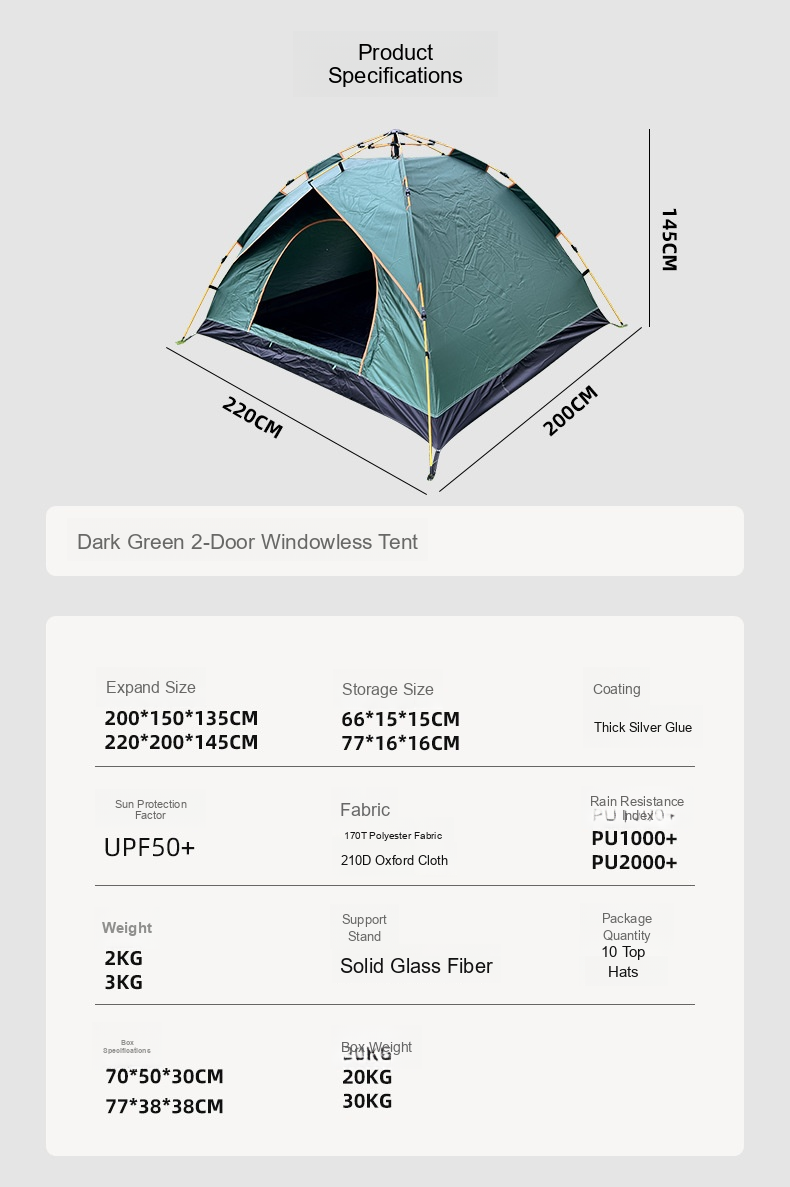 Product
Specifications
145CM
220CM
200CM
Dark Green 2-Door Windowless Tent
Expand Size
200*150*135CM
220*200*145CM
Storage Size
66*15*15CM
77*16*16CM
Coating
Thick Silver Glue
Sun Protection
Factor
UPF50+
Fabric
170T Polyester Fabric
210D Oxford Cloth
Rain Resistance
Index
PU1000+
PU2000+
Weight
2KG
3KG
Support
Stand
Solid Glass Fiber
Package
Quantity
10 Top
Hats
Box
Specifications
70*50*30CM
77*38*38CM
Box Weight
20KG
30KG